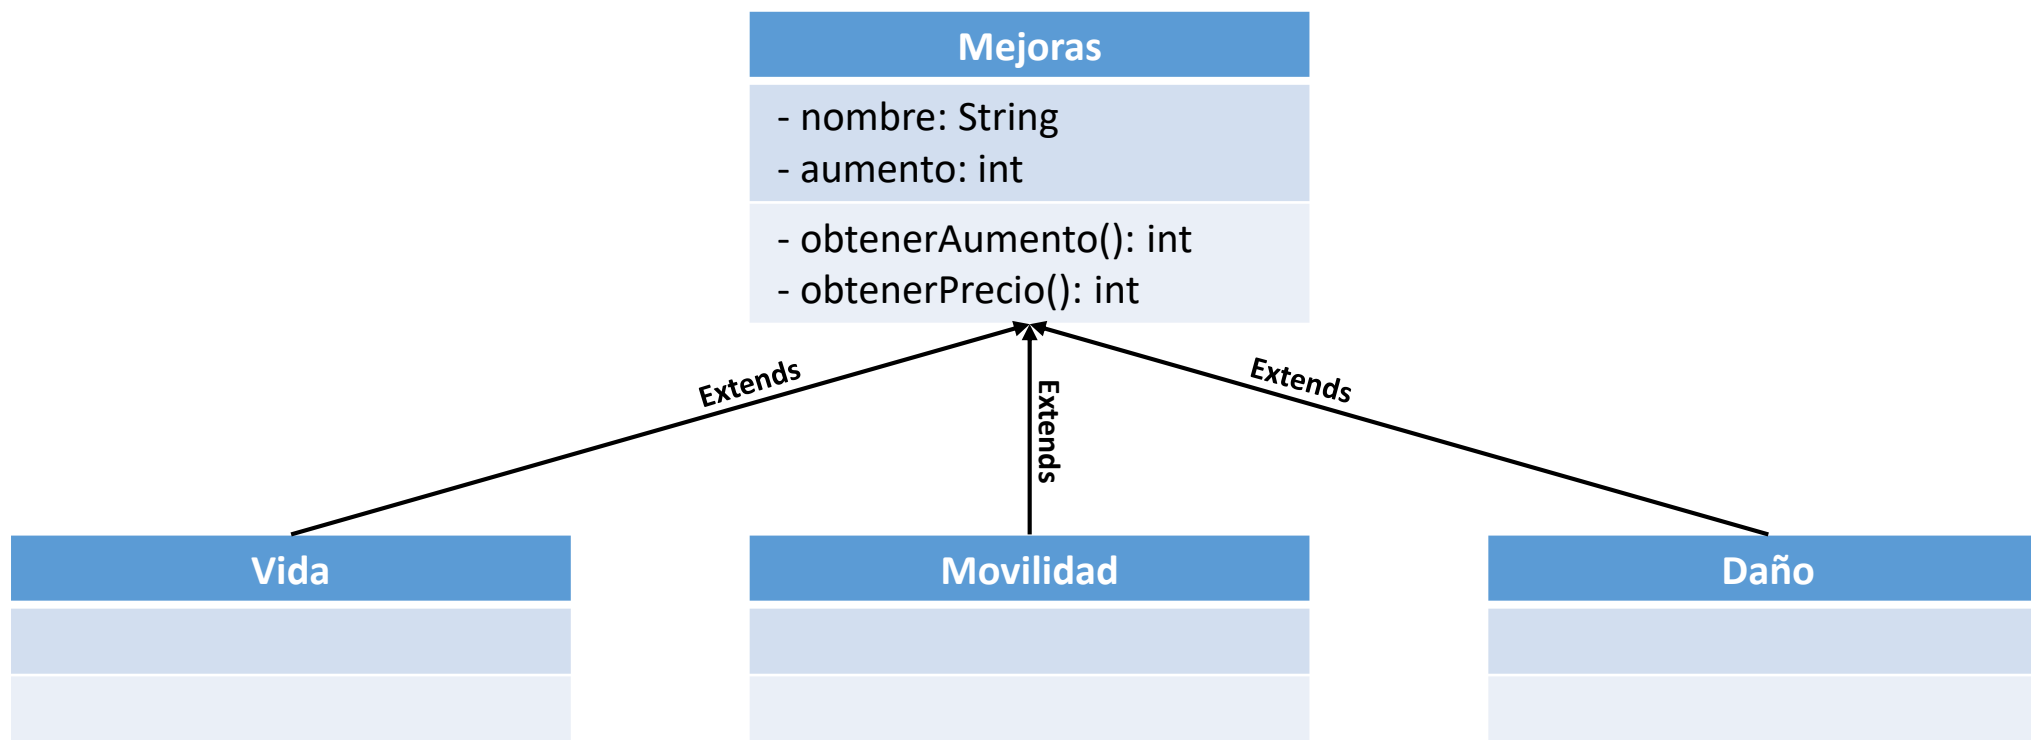 Mejoras
- nombre: String
- aumento: int
- obtenerAumento(): int
- obtenerPrecio(): int
Extends
Extends
Extends
Vida
Movilidad
Daño